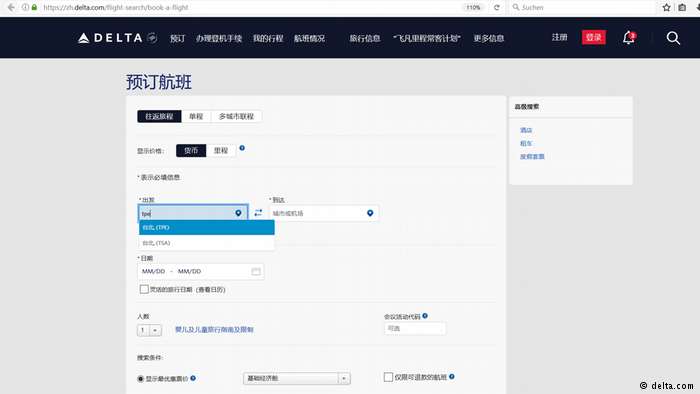 https://zh.delta.com/flight-search/book-a-flight 110% Suchen
DELTA 预订 办理登机手续 我的行程 航班情况 旅行信息 “飞凡里程常客计划” 更多信息 注册 登录 3
预订航班
往返旅程 单程 多城市联程
高级搜索
酒店
租车
度假套票
显示价格: 货币 里程
*表示必填信息
*出发 *到达
tpe 城市或机场
台北, (TPE)
台北, (TSA)
*日期
MM/DD - MM/DD
灵活的旅行日期 (查看日历)
人数 会议活动代码
1 婴儿及儿童旅行指南及限制 可选
搜索条件:
显示最优惠票价 基础经济舱 仅限可退款的航班
© delta.com